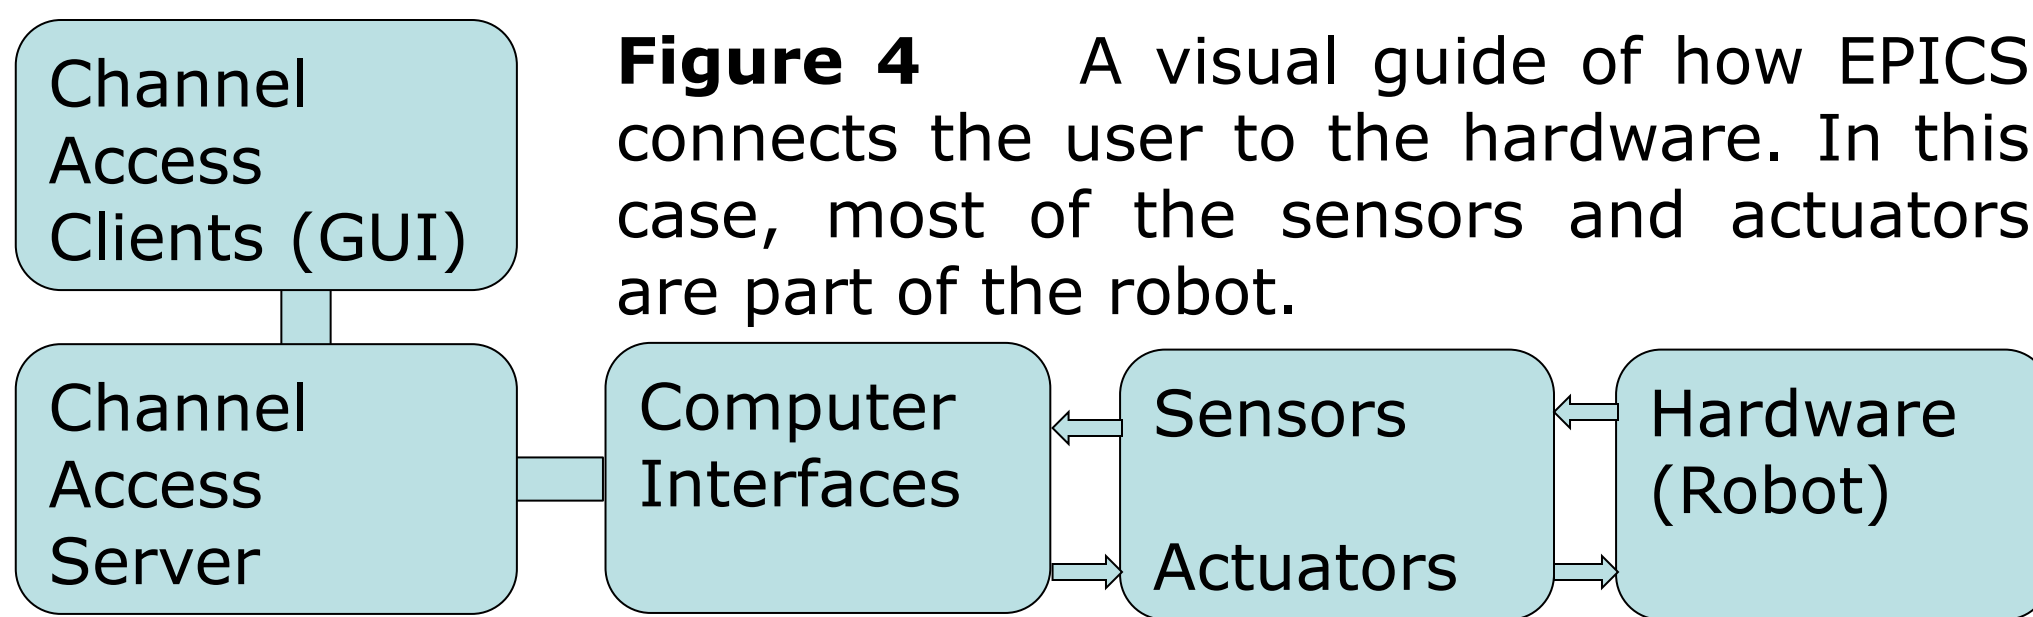 Channel
Access
Clients (GUI)
Figure 4 A visual guide of how EPICS
connects the user to the hardware. In this
case, most of the sensors and actuators
are part of the robot.
Channel
Access
Server
Computer
Interfaces
Sensors
Actuators
Hardware
(Robot)